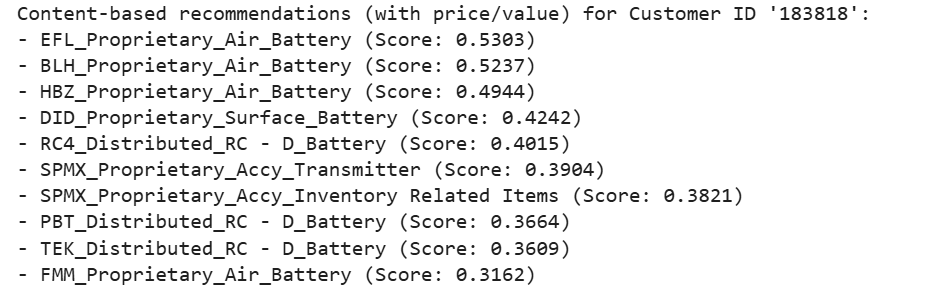 Content-based recommendations (with price/value) for Customer ID '183818':
- EFL_Proprietary_Air_Battery (Score: 0.5303)
- BLH_Proprietary_Air_Battery (Score: 0.5237)
- HBZ_Proprietary_Air_Battery (Score: 0.4944)
- DID_Proprietary_Surface_Battery (Score: 0.4242)
- RC4_Distributed_RC - D_Battery (Score: 0.4015)
- SPMX_Proprietary_Accy_Transmitter (Score: 0.3904)
- SPMX_Proprietary_Accy_Inventory Related Items (Score: 0.3821)
- PBT_Distributed_RC - D_Battery (Score: 0.3664)
- TEK_Distributed_RC - D_Battery (Score: 0.3609)
- FMM_Proprietary_Air_Battery (Score: 0.3162)